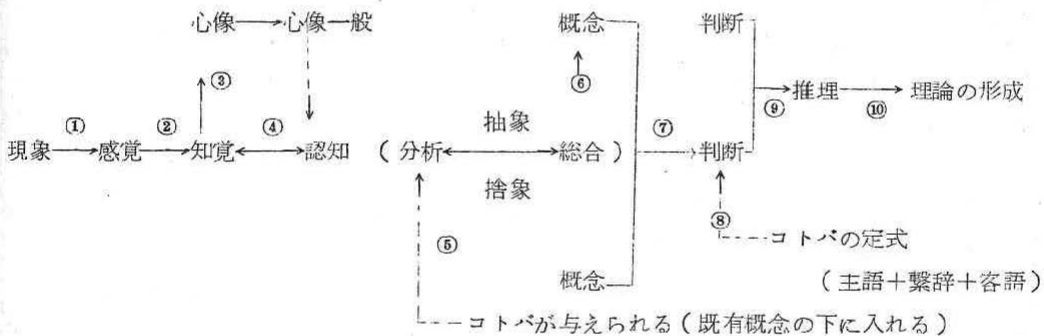 心像→心像一般 概念 判断
③ ⑥ ⑨推理→⑩理論の形成
現象①→感覚②→知覚④↔認知（分析 抽象↔捨象 総合）⑦→判断
⑤ ⑧コトバの定式
概念（主語＋繋辞＋客語）
コトバが与えられる（既有概念の下に入れる）